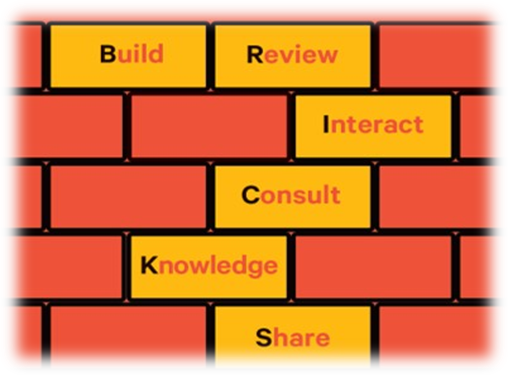 Build Review
Interact
Consult
Knowledge
Share